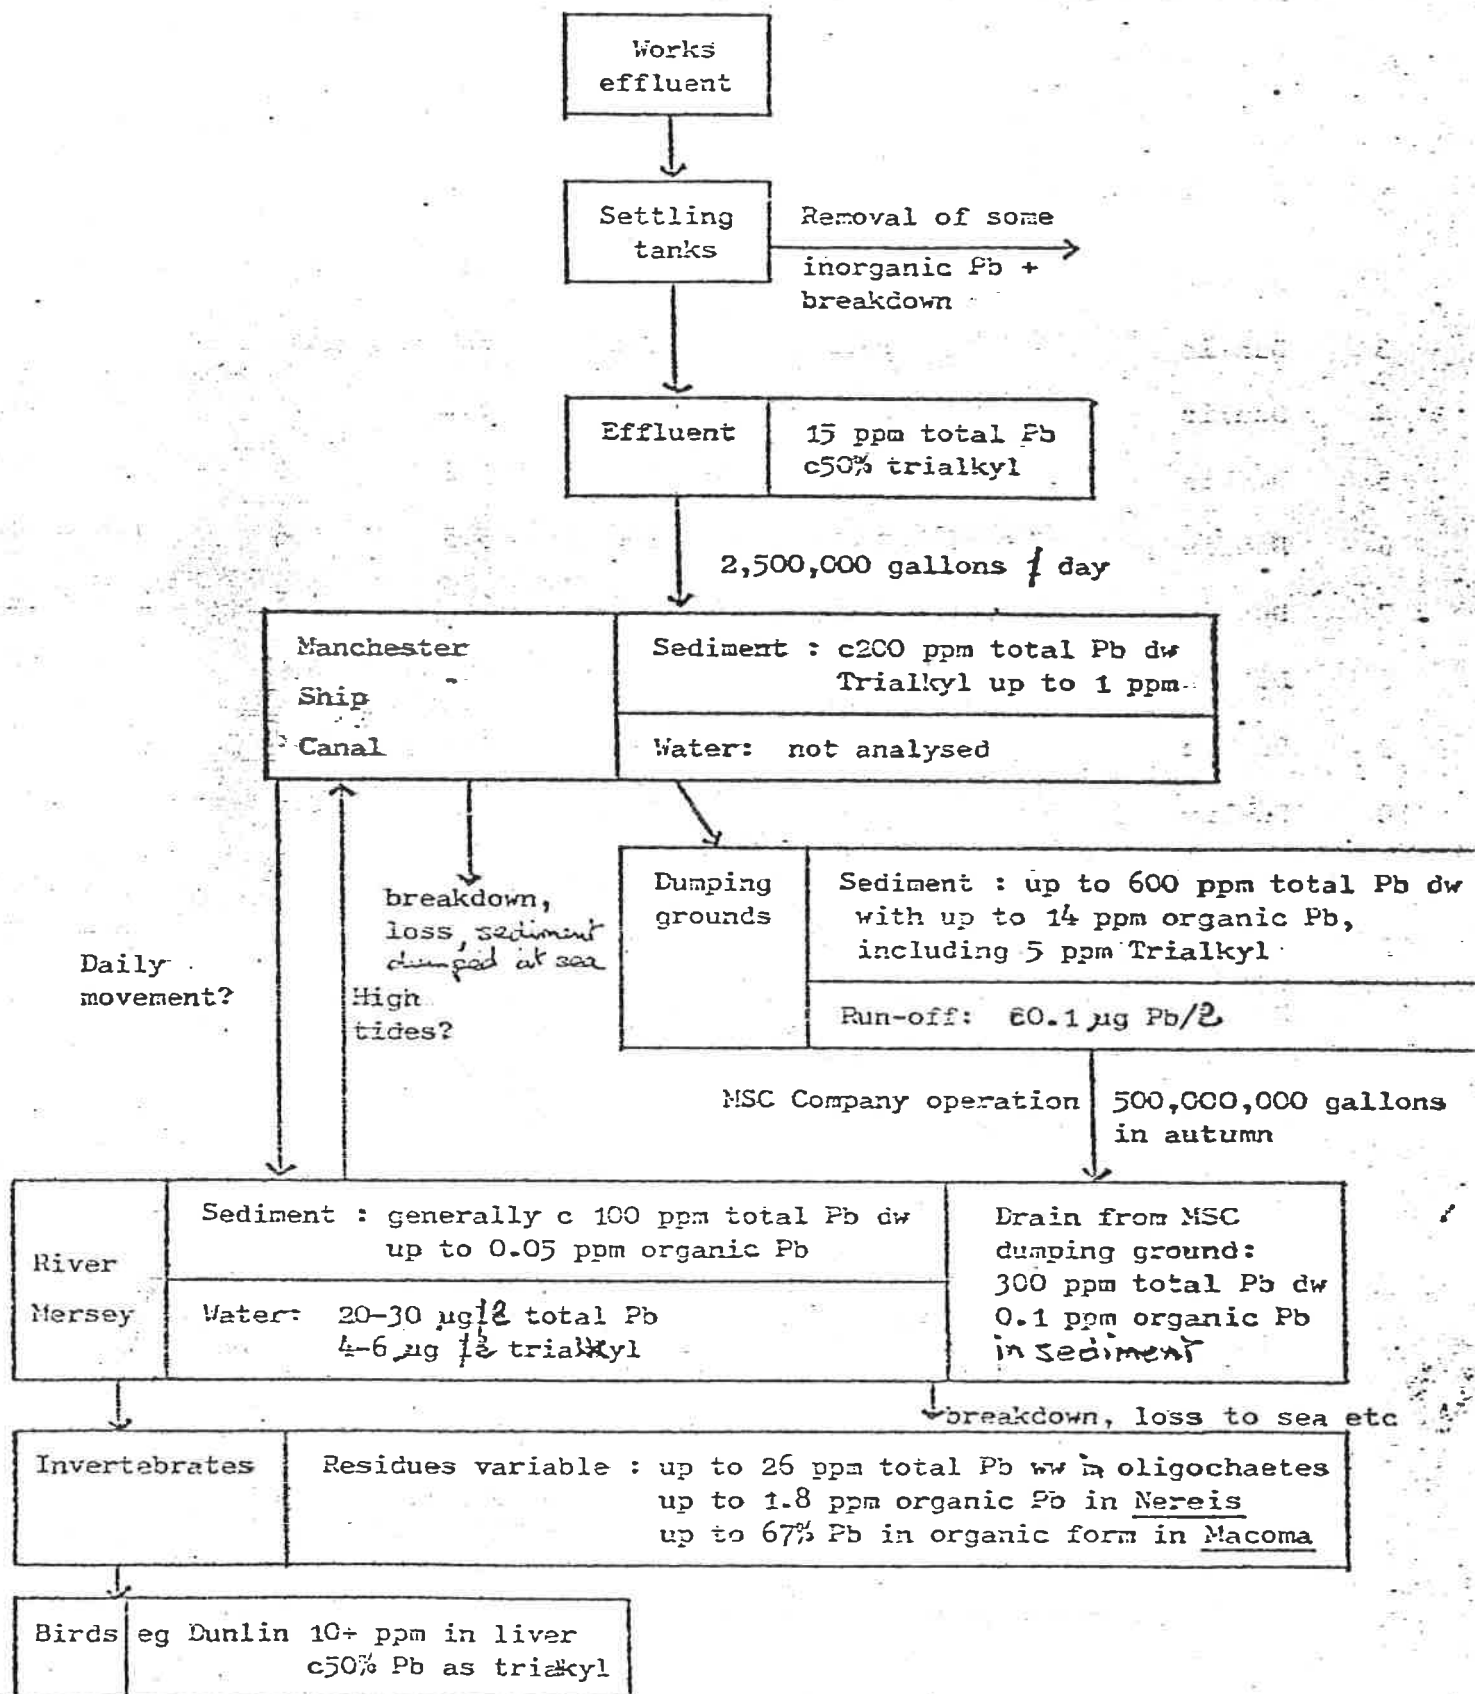 Works
effluent
Settling
tanks
Removal of some
inorganic Pb +
breakdown
Effluent
15 ppm total Pb
c50% trialkyl
2,500,000 gallons / day
Manchester
Ship
Canal
Sediment : c200 ppm total Pb dw
Trialkyl up to 1 ppm
Water: not analysed
breakdown,
loss, sediment
dumped at sea
Dumping
grounds
Sediment : up to 600 ppm total Pb dw
with up to 14 ppm organic Pb,
including 5 ppm Trialkyl
Run-off: 60.1 µg Pb/l
Daily
movement?
High
tides?
MSC Company operation
500,000,000 gallons
in autumn
River
Mersey
Sediment : generally c 100 ppm total Pb dw
up to 0.05 ppm organic Pb
Water: 20-30 µg/l total Pb
4-6 µg /l trialkyl
Drain from MSC
dumping ground:
300 ppm total Pb dw
0.1 ppm organic Pb
in sediment
breakdown, loss to sea etc
Invertebrates
Residues variable : up to 26 ppm total Pb ww in oligochaetes
up to 1.8 ppm organic Pb in Nereis
up to 67% Pb in organic form in Macoma
Birds eg Dunlin 10+ ppm in liver
c50% Pb as trialkyl